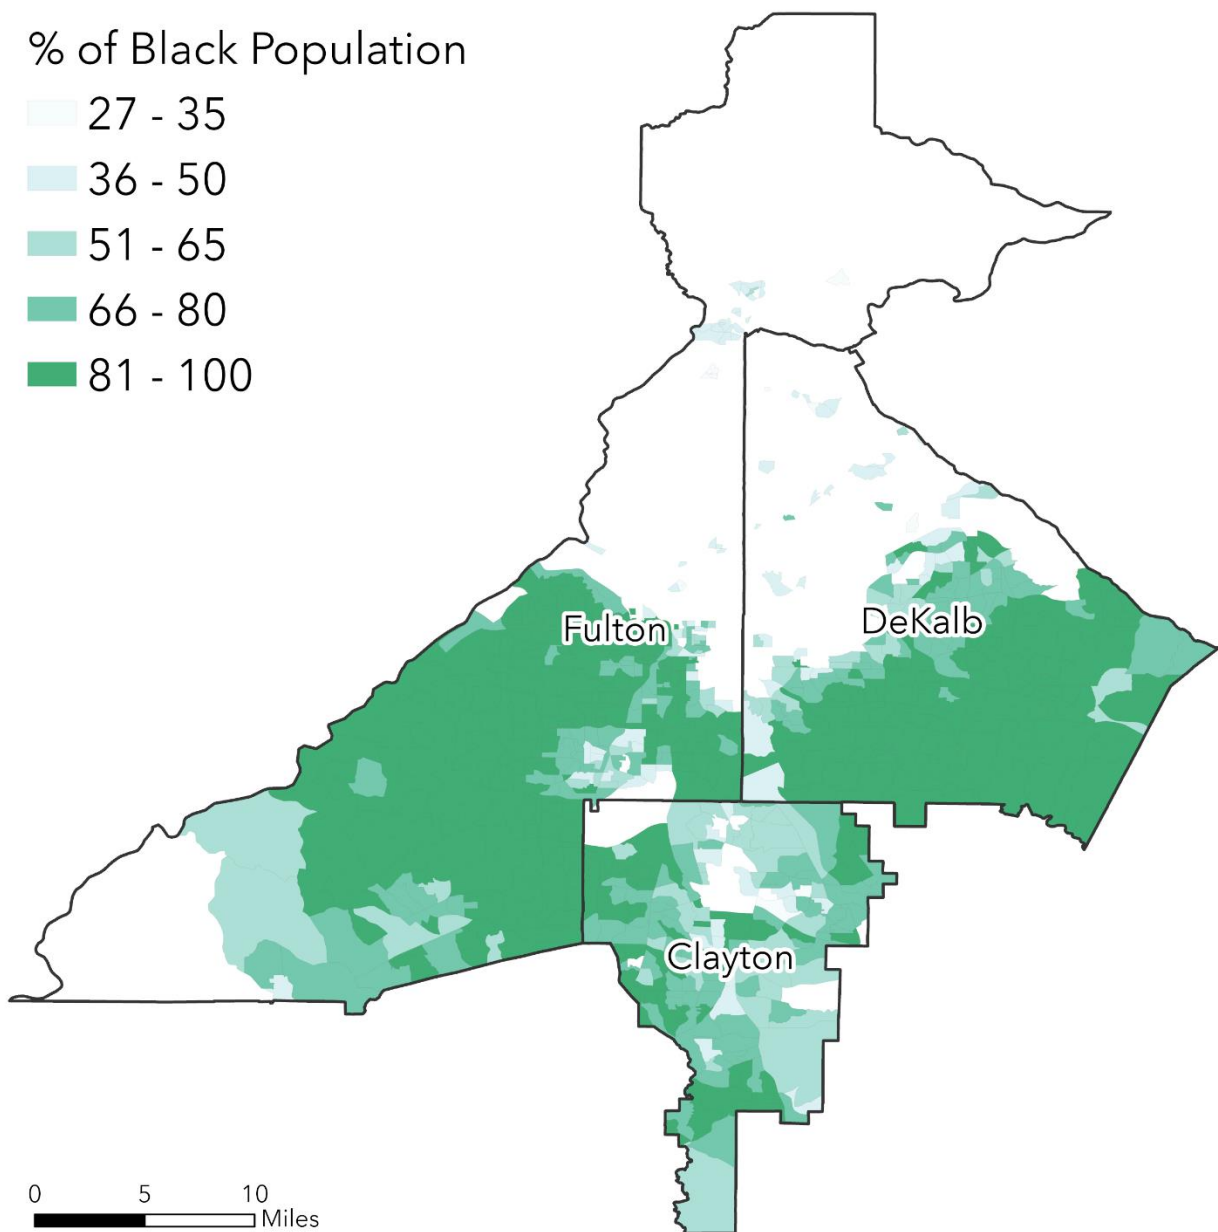 % of Black Population
27 - 35
36 - 50
51 - 65
66 - 80
81 - 100
Fulton
DeKalb
Clayton
0 5 10
Miles